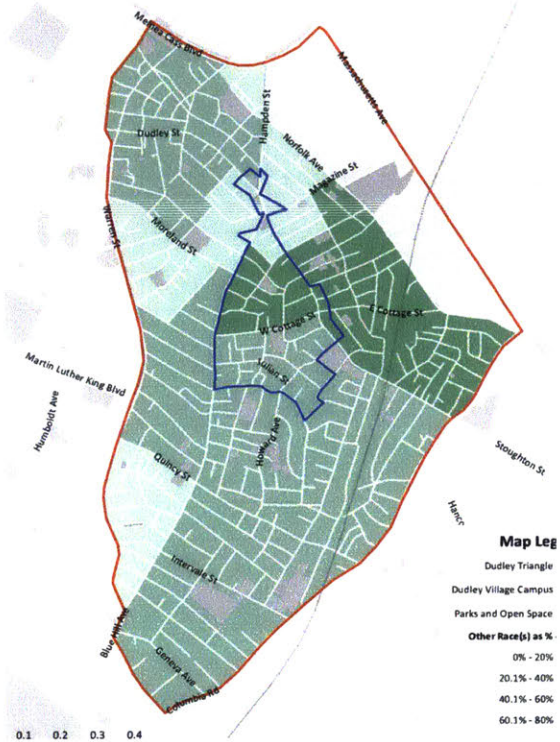 Melnea Cass Blvd
Massachusetts Ave
Hampden St
Dudley St
Norfolk Ave
Magazine St
Warren St
Moreland St
E Cottage St
W Cottage St
Julian St
Martin Luther King Blvd
Humboldt Ave
Howard Ave
Quincy St
Stoughton St
Hancc
Map Leg
Dudley Triangle
Dudley Village Campus
Parks and Open Space
Other Race(s) as %
0% - 20%
20.1% - 40%
40.1% - 60%
60.1% - 80%
Intervale St
Blue Hill Ave
Geneva Ave
Columbia Rd
0.1 0.2 0.3 0.4